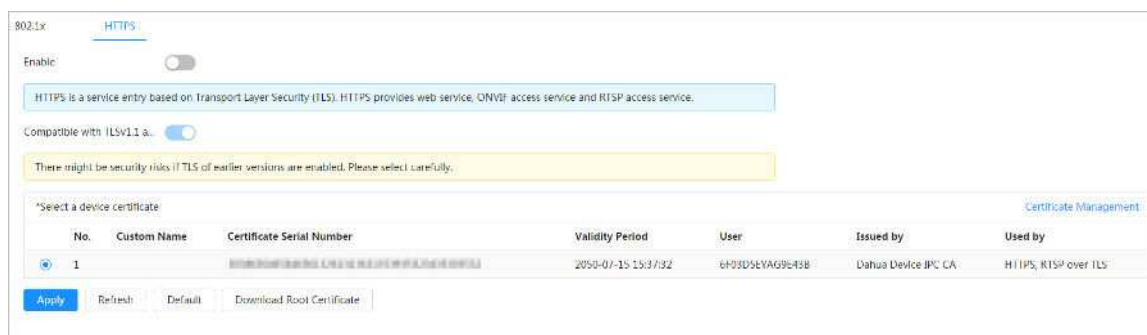 802.1x HTTPS
Enable
HTTPS is a service entry based on Transport Layer Security (TLS). HTTPS provides web service, ONVIF access service and RTSP access service.
Compatible with TLSv1.1 a...
There might be security risks if TLS of earlier versions are enabled. Please select carefully.
*Select a device certificate Certificate Management
No. Custom Name Certificate Serial Number Validity Period User Issued by Used by
1 2050-07-15 15:37:32 Dahua Device IPC CA HTTPS, RTSP over TLS
Apply Refresh Default Download Root Certificate